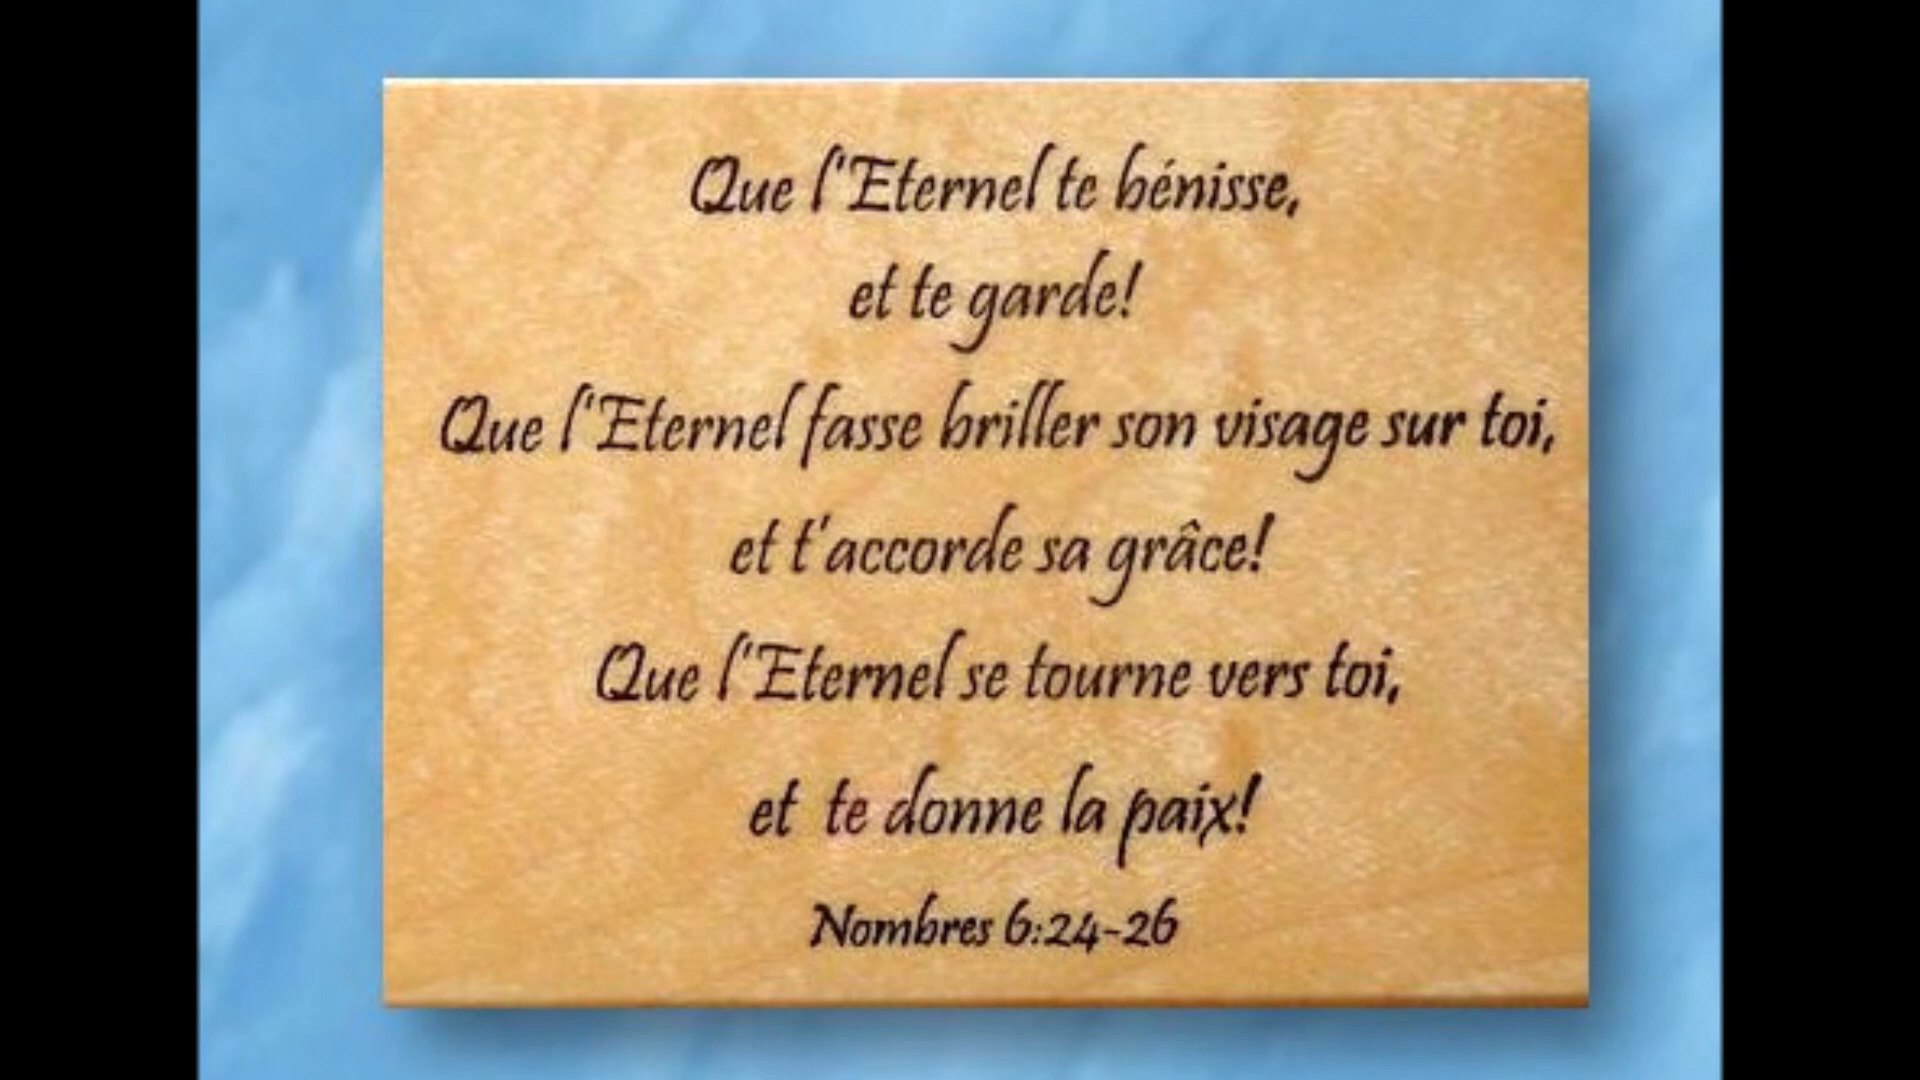 Que l'Eternel te bénisse,
et te garde!
Que l'Eternel fasse briller son visage sur toi,
et t'accorde sa grâce!
Que l'Eternel se tourne vers toi,
et te donne la paix!
Nombres 6:24-26